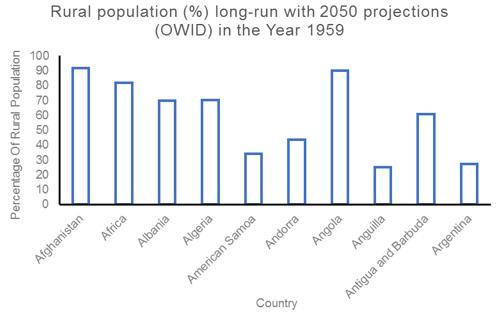 Rural population (%) long-run with 2050 projections
(OWID) in the Year 1959
Percentage Of Rural Population
100
90
80
70
60
50
40
30
20
10
0
Afghanistan
Africa
Albania
Algeria
American Samoa
Andorra
Angola
Anguilla
Antigua and Barbuda
Argentina
Country